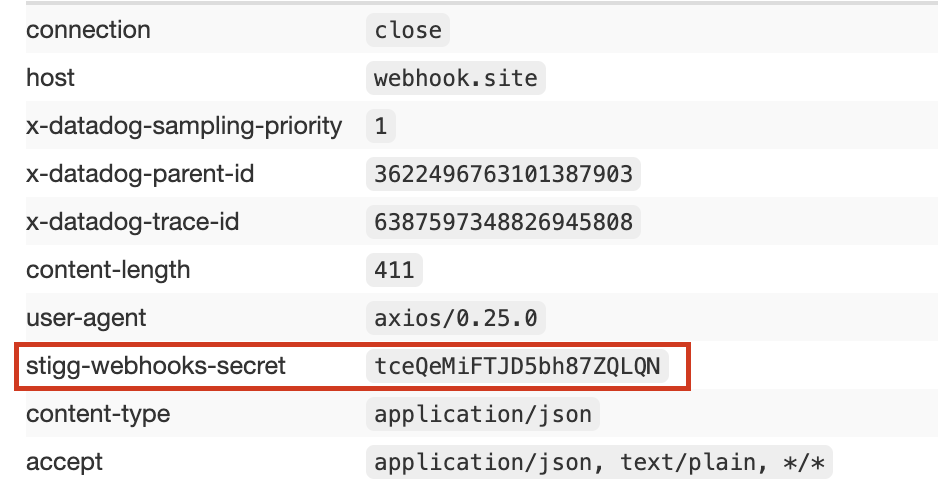 connection close
host webhook.site
x-datadog-sampling-priority 1
x-datadog-parent-id 3622496763101387903
x-datadog-trace-id 6387597348826945808
content-length 411
user-agent axios/0.25.0
stigg-webhooks-secret tceQeMiFTJD5bh87ZQLQN
content-type application/json
accept application/json, text/plain, */*